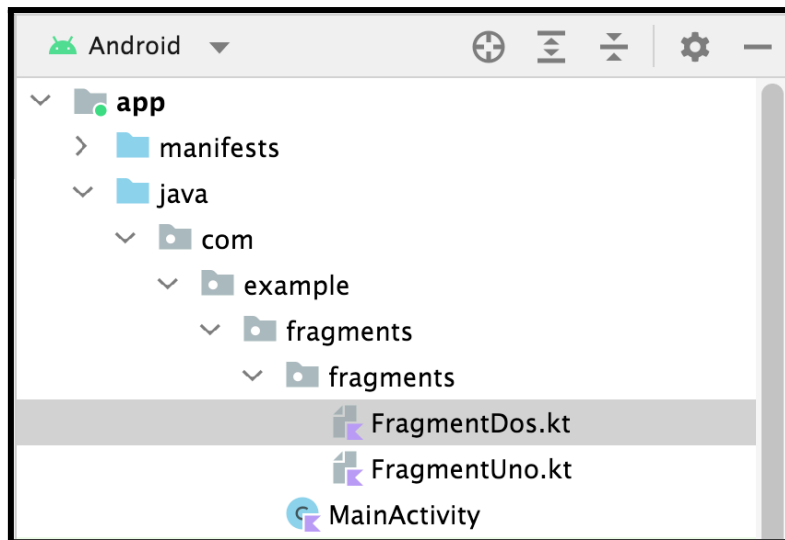 Android
app
manifests
java
com
example
fragments
fragments
FragmentDos.kt
FragmentUno.kt
MainActivity